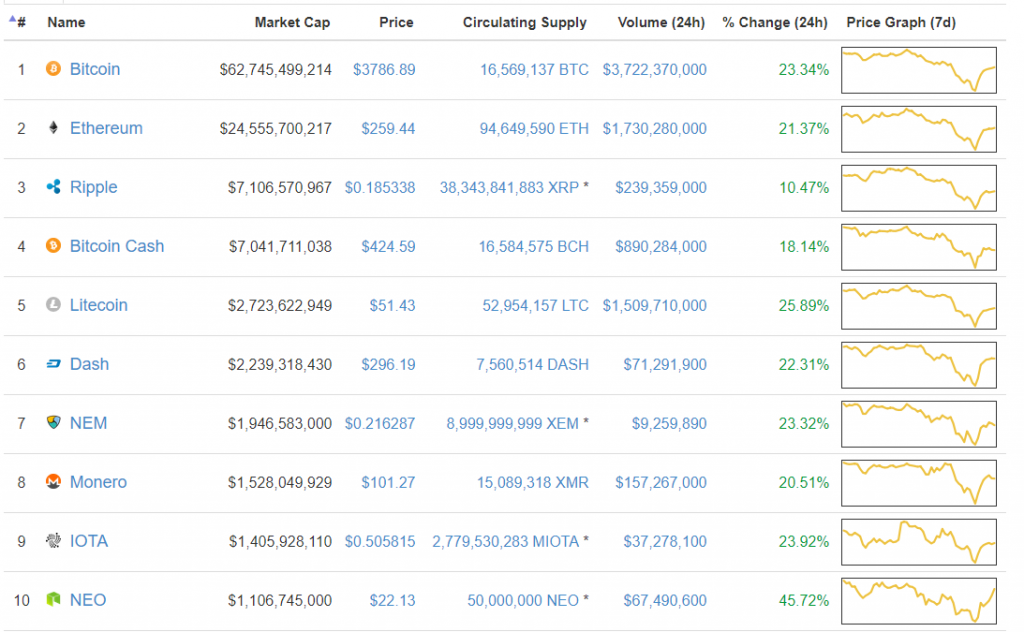 # Name Market Cap Price Circulating Supply Volume (24h) % Change (24h) Price Graph (7d)
1 Bitcoin $62,745,499,214 $3786.89 16,569,137 BTC $3,722,370,000 23.34%
2 Ethereum $24,555,700,217 $259.44 94,649,590 ETH $1,730,280,000 21.37%
3 Ripple $7,106,570,967 $0.185338 38,343,841,883 XRP * $239,359,000 10.47%
4 Bitcoin Cash $7,041,711,038 $424.59 16,584,575 BCH $890,284,000 18.14%
5 Litecoin $2,723,622,949 $51.43 52,954,157 LTC $1,509,710,000 25.89%
6 Dash $2,239,318,430 $296.19 7,560,514 DASH $71,291,900 22.31%
7 NEM $1,946,583,000 $0.216287 8,999,999,999 XEM * $9,259,890 23.32%
8 Monero $1,528,049,929 $101.27 15,089,318 XMR $157,267,000 20.51%
9 IOTA $1,405,928,110 $0.505815 2,779,530,283 MIOTA * $37,278,100 23.92%
10 NEO $1,106,745,000 $22.13 50,000,000 NEO * $67,490,600 45.72%